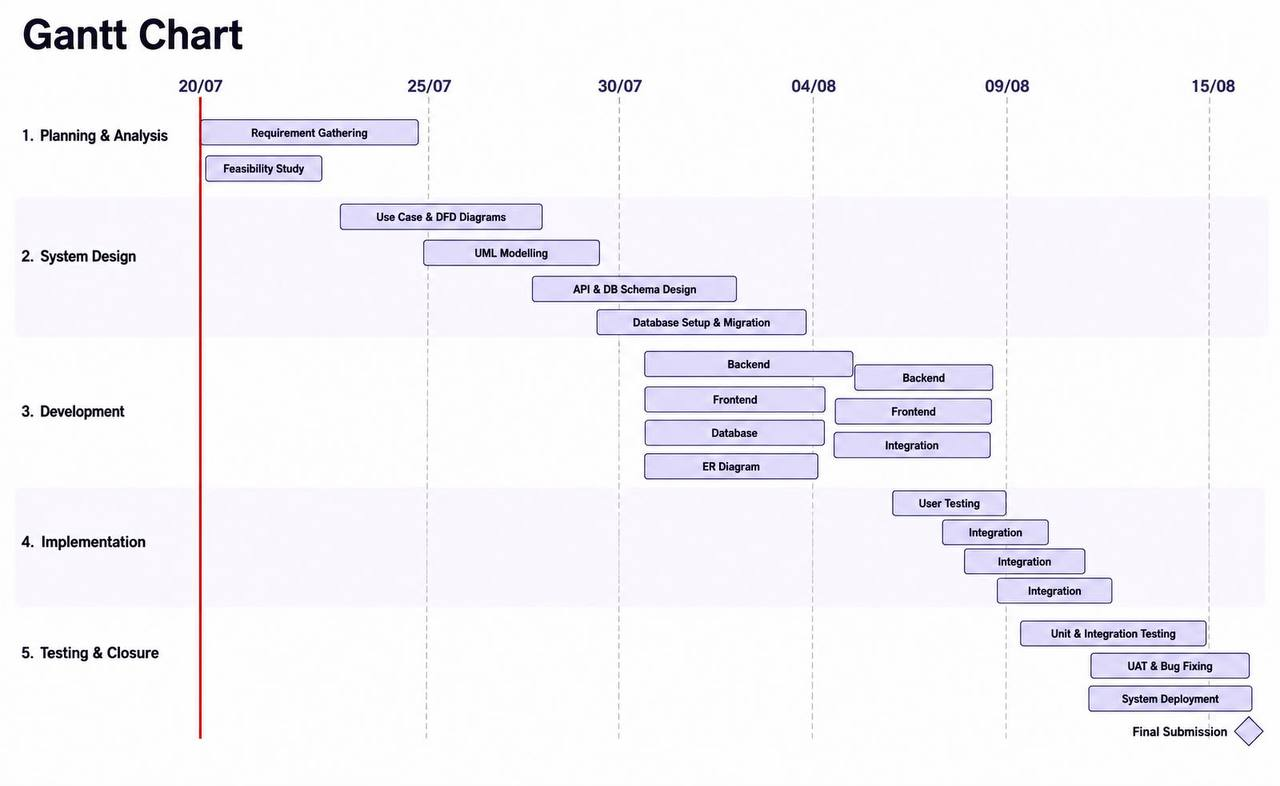 Gantt Chart
20/07 25/07 30/07 04/08 09/08 15/08
1. Planning & Analysis
Requirement Gathering
Feasibility Study
2. System Design
Use Case & DFD Diagrams
UML Modelling
API & DB Schema Design
Database Setup & Migration
3. Development
Backend
Backend
Frontend
Frontend
Database
Integration
ER Diagram
4. Implementation
User Testing
Integration
Integration
Integration
5. Testing & Closure
Unit & Integration Testing
UAT & Bug Fixing
System Deployment
Final Submission